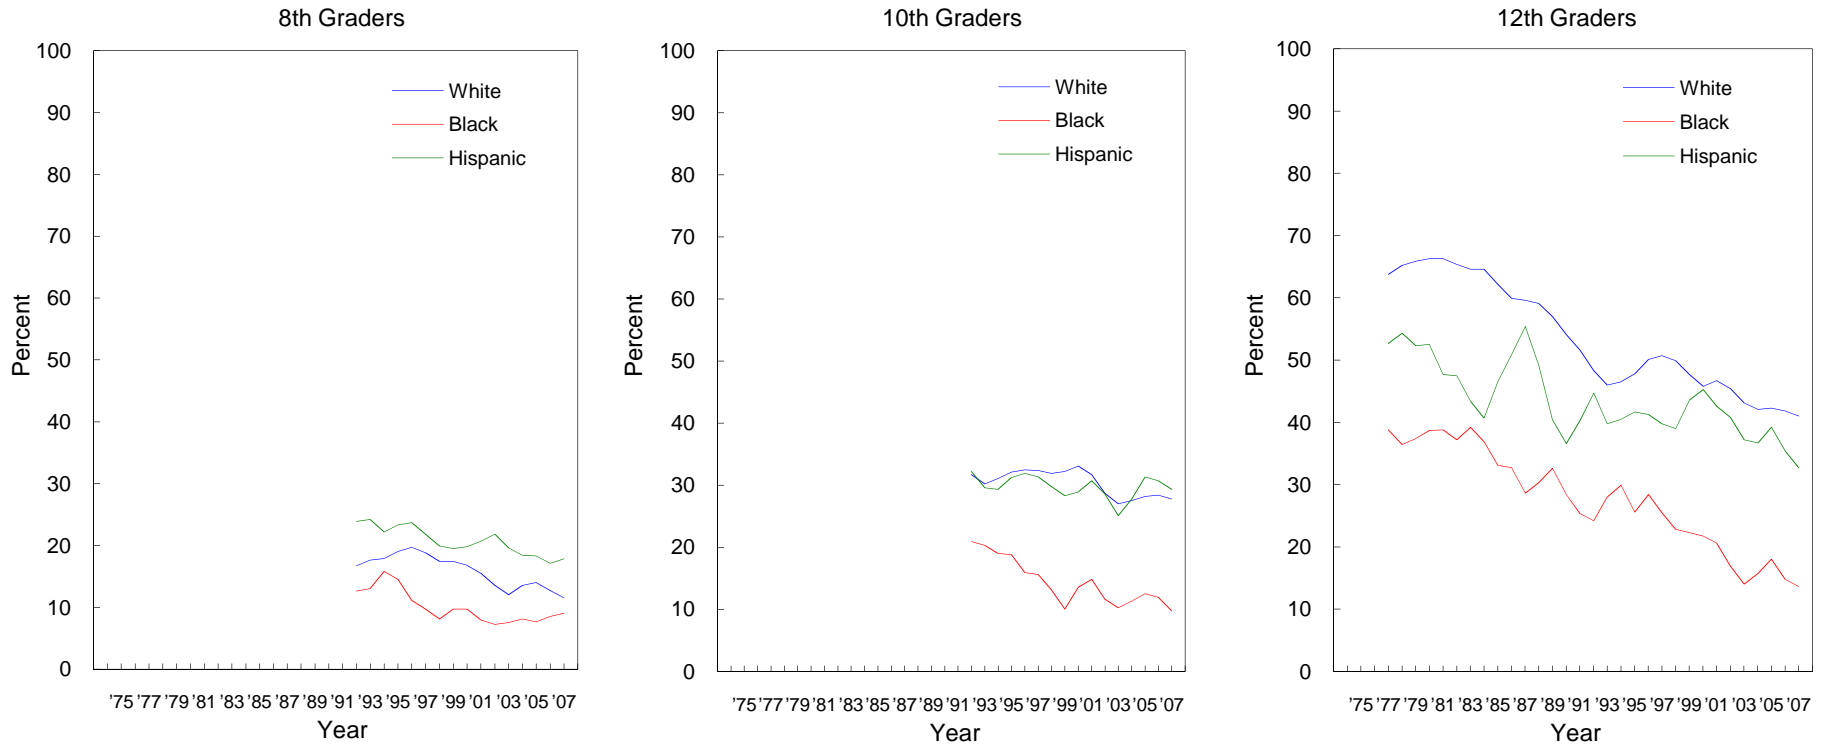 8th Graders
100
90
80
70
60
50
40
30
20
10
0
Percent
White
Black
Hispanic
’75 ’77 ’79 ’81 ’83 ’85 ’87 ’89 ’91 ’93 ’95 ’97 ’99 ’01 ’03 ’05 ’07
Year
10th Graders
100
90
80
70
60
50
40
30
20
10
0
Percent
White
Black
Hispanic
’75 ’77 ’79 ’81 ’83 ’85 ’87 ’89 ’91 ’93 ’95 ’97 ’99 ’01 ’03 ’05 ’07
Year
12th Graders
100
90
80
70
60
50
40
30
20
10
0
Percent
White
Black
Hispanic
’75 ’77 ’79 ’81 ’83 ’85 ’87 ’89 ’91 ’93 ’95 ’97 ’99 ’01 ’03 ’05 ’07
Year